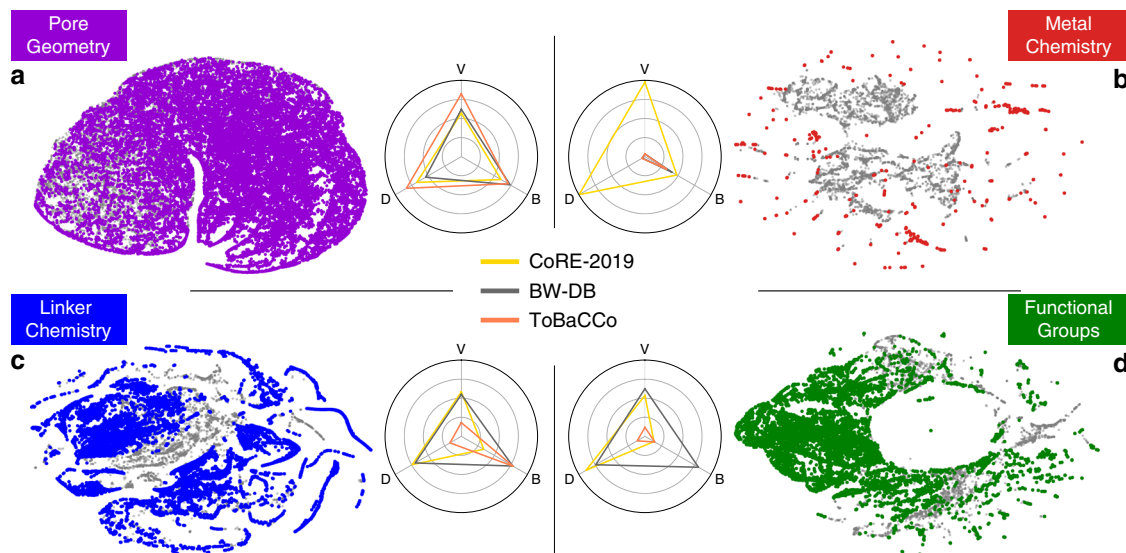 Pore
Geometry
a
V
D
B
Metal
Chemistry
b
V
D
B
CoRE-2019
BW-DB
ToBaCCo
Linker
Chemistry
c
V
D
B
Functional
Groups
d
V
D
B